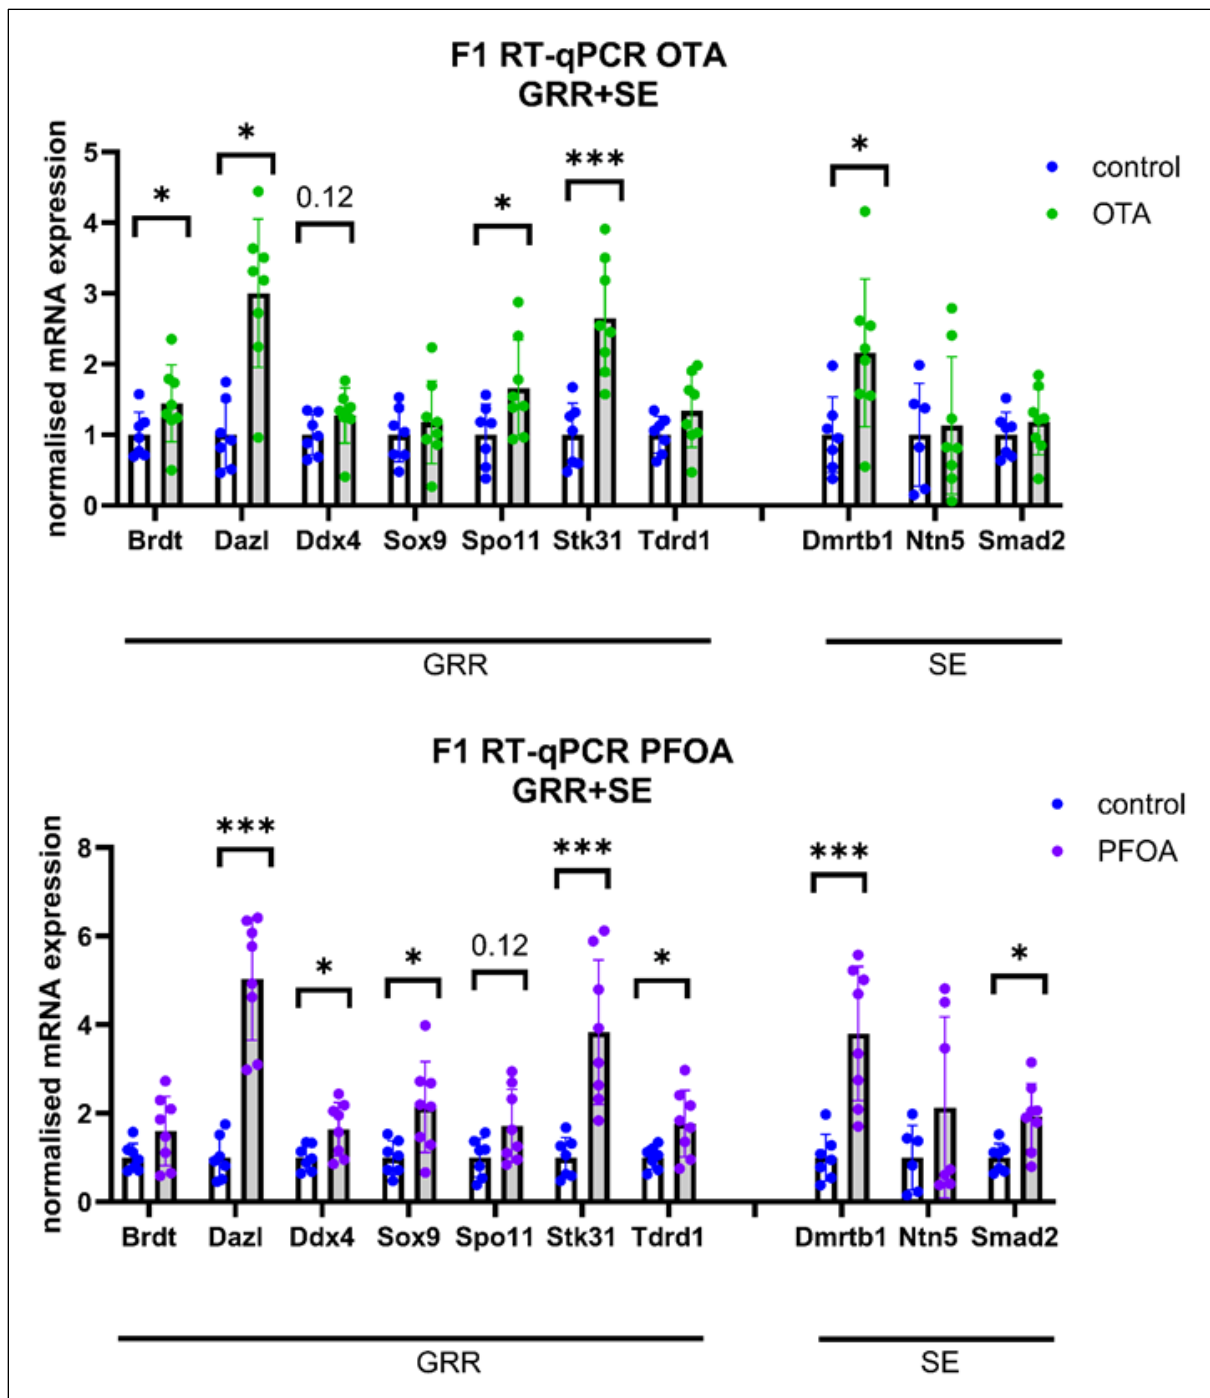 F1 RT-qPCR OTA
GRR+SE
normalised mRNA expression
5
4
3
2
1
0
*
*
0.12
*
***
*
control
OTA
Brdt Dazl Ddx4 Sox9 Spo11 Stk31 Tdrd1 Dmrtb1 Ntn5 Smad2
GRR SE
F1 RT-qPCR PFOA
GRR+SE
normalised mRNA expression
8
6
4
2
0
***
*
*
0.12
***
*
***
*
control
PFOA
Brdt Dazl Ddx4 Sox9 Spo11 Stk31 Tdrd1 Dmrtb1 Ntn5 Smad2
GRR SE